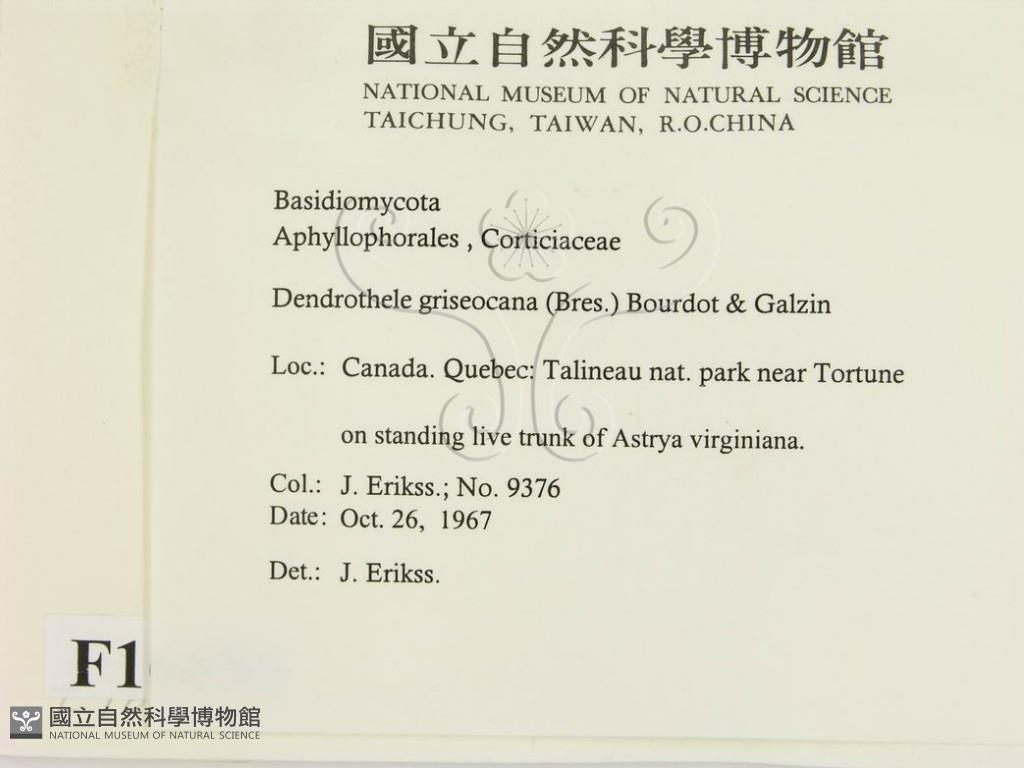 國立自然科學博物館
NATIONAL MUSEUM OF NATURAL SCIENCE
TAICHUNG, TAIWAN, R.O.CHINA
Basidiomycota
Aphyllophorales , Corticiaceae
Dendrothele griseocana (Bres.) Bourdot & Galzin
Loc.: Canada. Quebec: Talineau nat. park near Tortune
on standing live trunk of Astrya virginiana.
Col.: J. Erikss.; No. 9376
Date: Oct. 26, 1967
Det.: J. Erikss.
F1
國立自然科學博物館
NATIONAL MUSEUM OF NATURAL SCIENCE